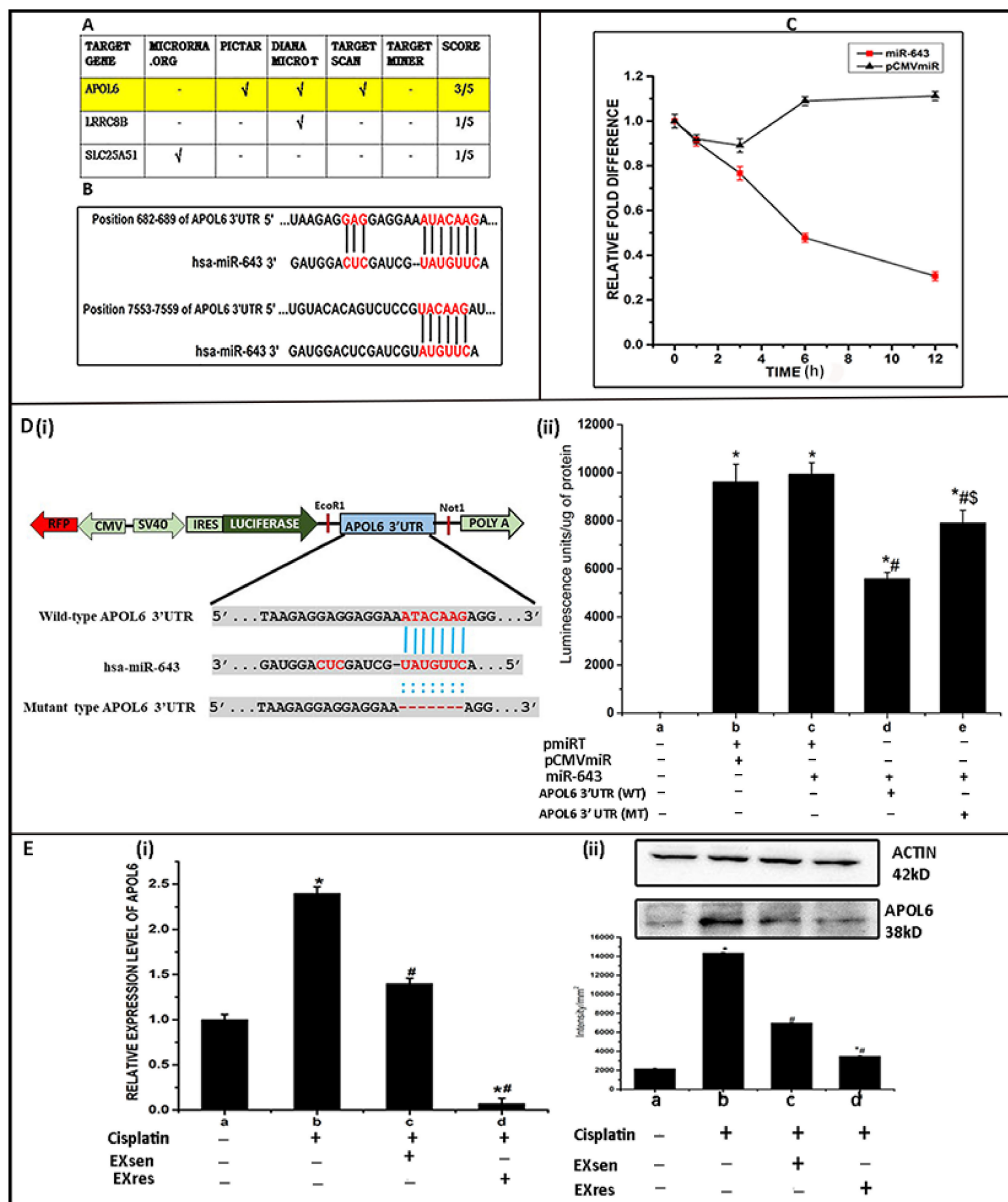 A
TARGET GENE MICRORNA .ORG PICTAR DIANA MICROT TARGET SCAN TARGET MINER SCORE
APOL6 - √ √ √ - 3/5
LRRC8B - - √ - - 1/5
SLC25A51 √ - - - - 1/5
B
Position 682-689 of APOL6 3'UTR 5' ...UAAGAGGAGGAGGAAAUACAAGA...
hsa-miR-643 3' GAUGGACUCGAUCG--UAUGUUCA
Position 7553-7559 of APOL6 3'UTR 5' ...UGUACACAGUCUCCGUACAAGAU...
hsa-miR-643 3' GAUGGACUCGAUCGUAUGUUCA
C
miR-643
pCMVmiR
RELATIVE FOLD DIFFERENCE
1.4
1.2
1.0
0.8
0.6
0.4
0.2
0.0
0 2 4 6 8 10 12
TIME (h)
D (i)
RFP CMV SV40 IRES LUCIFERASE EcoR1 APOL6 3'UTR Not1 POLY A
Wild-type APOL6 3'UTR 5'...TAAGAGGAGGAGGAAATACAAGAGG...3'
hsa-miR-643 3'...GAUGGACUCGAUCG-UAUGUUCA...5'
Mutant type APOL6 3'UTR 5'...TAAGAGGAGGAGGAA-------AGG...3'
(ii)
Luminescence units/ug of protein
12000
10000
8000
6000
4000
2000
0
* * *# *#$
a b c d e
pmiRT – + + – –
pCMVmiR – + – – –
miR-643 – – + + +
APOL6 3'UTR (WT) – – – + –
APOL6 3' UTR (MT) – – – – +
E (i)
RELATIVE EXPRESSION LEVEL OF APOL6
2.5
2.0
1.5
1.0
0.5
0.0
* # *#
a b c d
Cisplatin – + + +
EXsen – – + –
EXres – – – +
(ii)
ACTIN
42kD
APOL6
38kD
Intensity/mm²
16000
14000
12000
10000
8000
6000
4000
2000
0
* # *#
a b c d
Cisplatin – + + +
EXsen – – + –
EXres – – – +